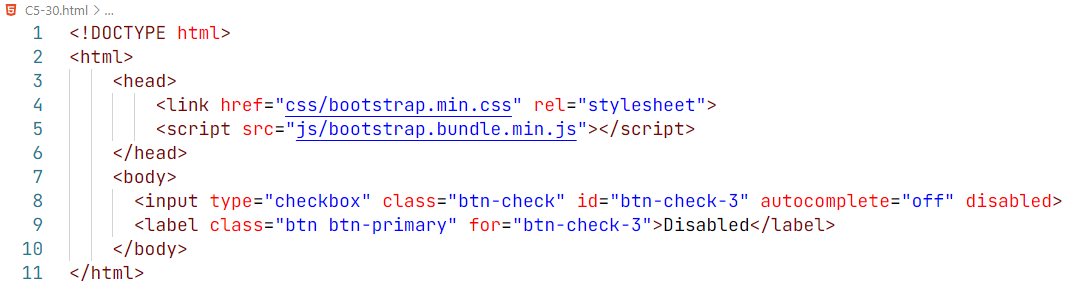 C5-30.html > ...
1 <!DOCTYPE html>
2 <html>
3 <head>
4 <link href="css/bootstrap.min.css" rel="stylesheet">
5 <script src="js/bootstrap.bundle.min.js"></script>
6 </head>
7 <body>
8 <input type="checkbox" class="btn-check" id="btn-check-3" autocomplete="off" disabled>
9 <label class="btn btn-primary" for="btn-check-3">Disabled</label>
10 </body>
11 </html>